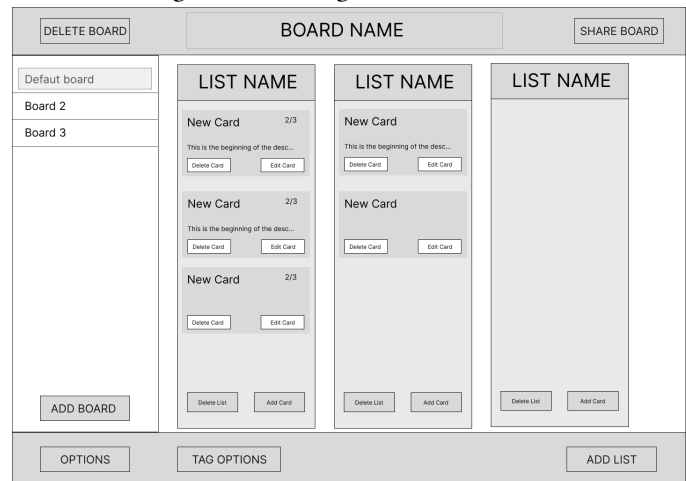 DELETE BOARD
BOARD NAME
SHARE BOARD
Defaut board
Board 2
Board 3
ADD BOARD
LIST NAME
New Card 2/3
This is the beginning of the desc...
Delete Card Edit Card
New Card 2/3
This is the beginning of the desc...
Delete Card Edit Card
New Card 2/3
Delete Card Edit Card
Delete List Add Card
LIST NAME
New Card
This is the beginning of the desc...
Delete Card Edit Card
New Card
Delete Card Edit Card
Delete List Add Card
LIST NAME
Delete List Add Card
OPTIONS
TAG OPTIONS
ADD LIST